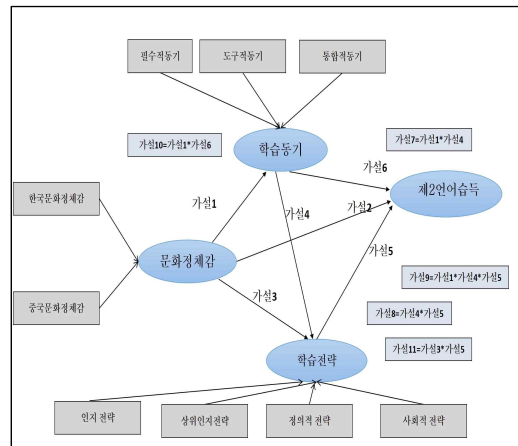 필수적동기
도구적동기
통합적동기
가설10=가설1*가설6
학습동기
가설7=가설1*가설4
가설6
제2언어습득
한국문화정체감
가설1
가설4
가설2
문화정체감
가설5
가설9=가설1*가설4*가설5
중국문화정체감
가설3
가설8=가설4*가설5
가설11=가설3*가설5
학습전략
인지 전략
상위인지전략
정의적 전략
사회적 전략